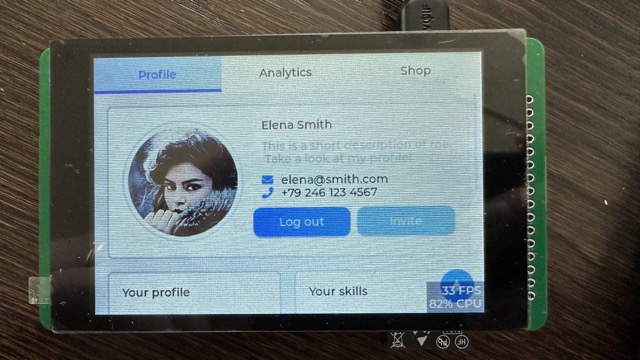 Profile
Analytics
Shop
Elena Smith
This is a short description of me
Take a look at my profile!
elena@smith.com
+79 246 123 4567
Log out
Invite
Your profile
Your skills
33 FPS
82% CPU